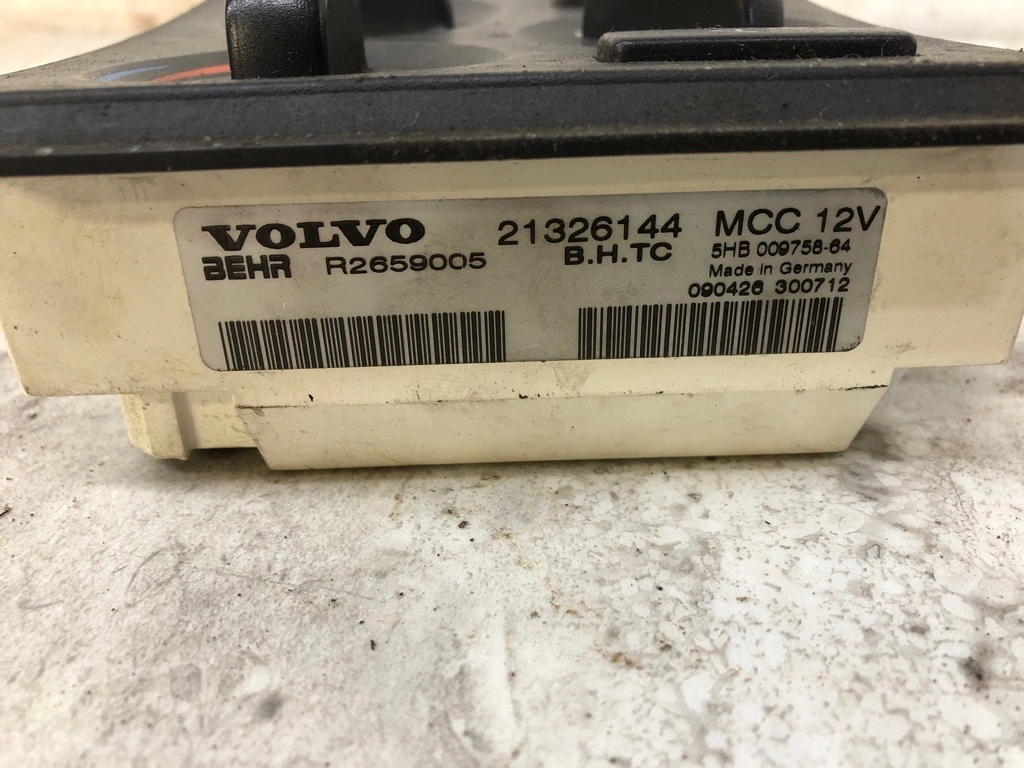 VOLVO 21326144 MCC 12V
BEHR R2659005 B.H.TC 5HB 009758-64
Made in Germany
090426 300712